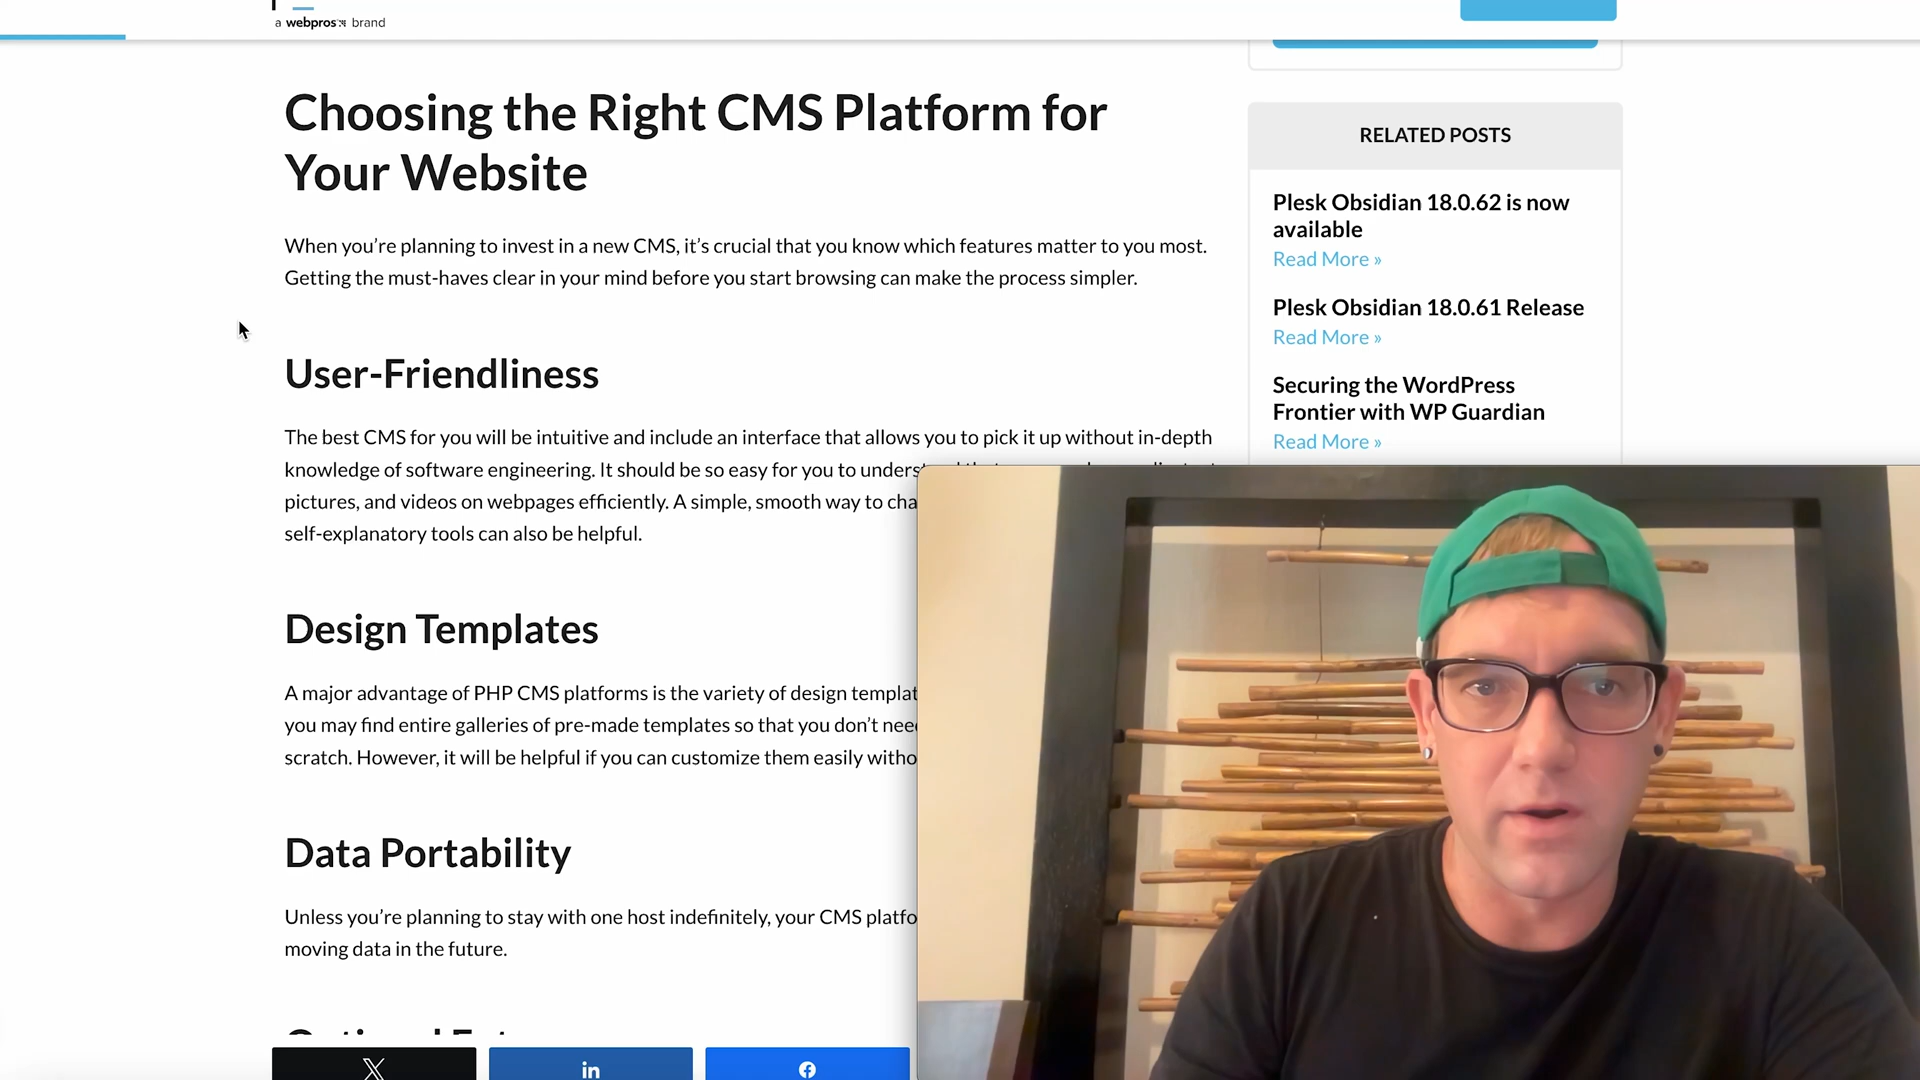 a webpros brand
Choosing the Right CMS Platform for
Your Website
When you’re planning to invest in a new CMS, it’s crucial that you know which features matter to you most.
Getting the must-haves clear in your mind before you start browsing can make the process simpler.
User-Friendliness
The best CMS for you will be intuitive and include an interface that allows you to pick it up without in-depth
knowledge of software engineering. It should be so easy for you to
pictures, and videos on webpages efficiently. A simple, smooth way to
self-explanatory tools can also be helpful.
Design Templates
A major advantage of PHP CMS platforms is the variety of design
you may find entire galleries of pre-made templates so that you don’t
scratch. However, it will be helpful if you can customize them easily
Data Portability
Unless you’re planning to stay with one host indefinitely, your CMS
moving data in the future.
RELATED POSTS
Plesk Obsidian 18.0.62 is now
available
Read More »
Plesk Obsidian 18.0.61 Release
Read More »
Securing the WordPress
Frontier with WP Guardian
Read More »